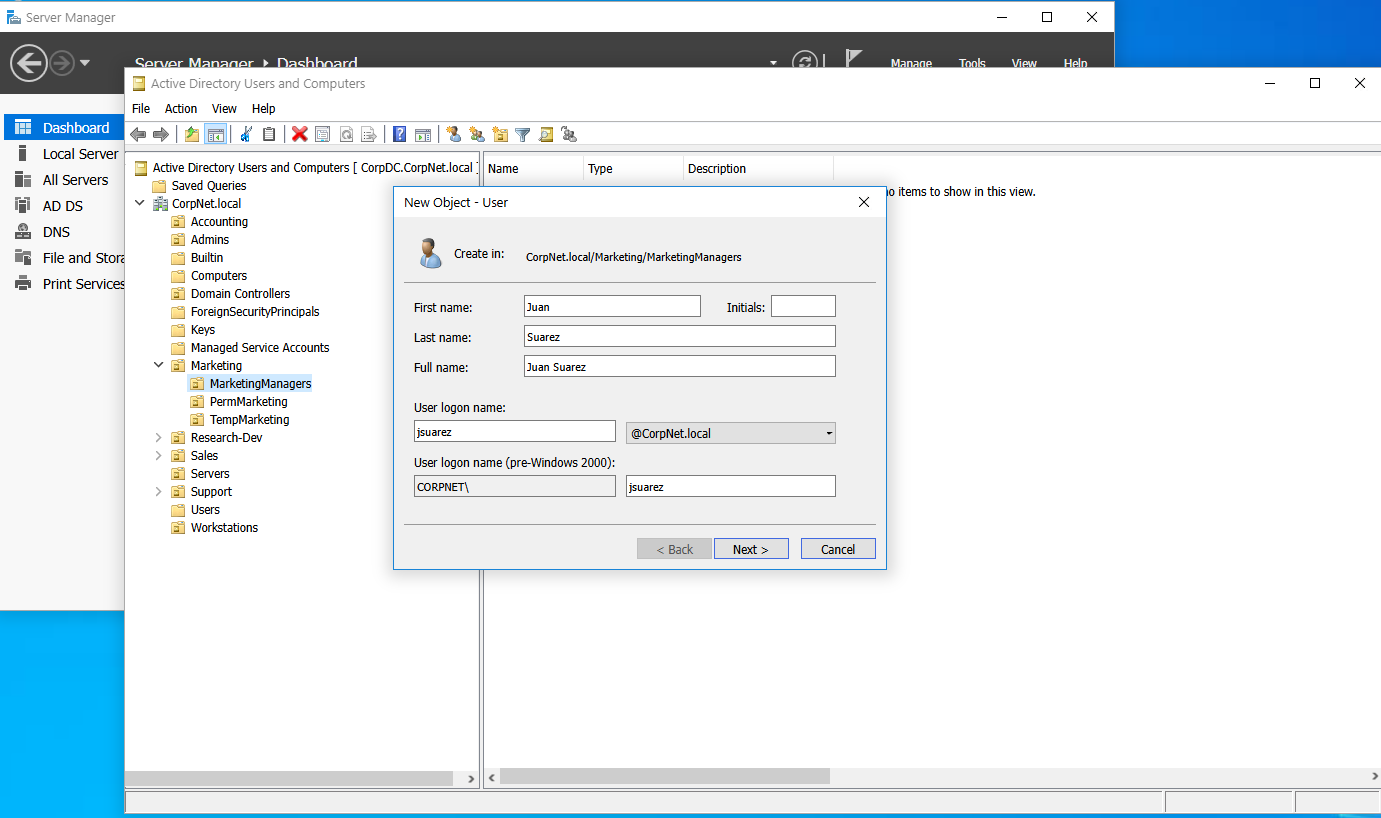 Server Manager
Server Manager Dashboard
Manage Tools View Help
Active Directory Users and Computers
File Action View Help
Dashboard
Local Server
All Servers
AD DS
DNS
File and Stora
Print Services
Active Directory Users and Computers [ CorpDC.CorpNet.local ]
Saved Queries
CorpNet.local
Accounting
Admins
Builtin
Computers
Domain Controllers
ForeignSecurityPrincipals
Keys
Managed Service Accounts
Marketing
MarketingManagers
PermMarketing
TempMarketing
Research-Dev
Sales
Servers
Support
Users
Workstations
Name Type Description
no items to show in this view.
New Object - User
Create in: CorpNet.local/Marketing/MarketingManagers
First name: Juan Initials:
Last name: Suarez
Full name: Juan Suarez
User logon name:
jsuarez @CorpNet.local
User logon name (pre-Windows 2000):
CORPNET\ jsuarez
< Back Next > Cancel